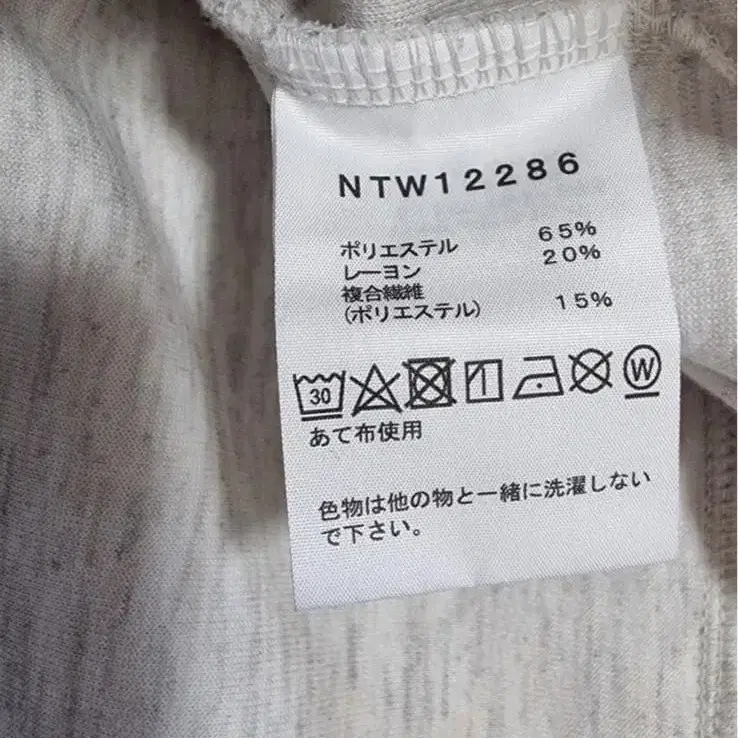 NTW12286
ポリエステル 65%
レーヨン 20%
複合繊維
(ポリエステル) 15%
30 W
あて布使用
色物は他の物と一緒に洗濯しない
で下さい。